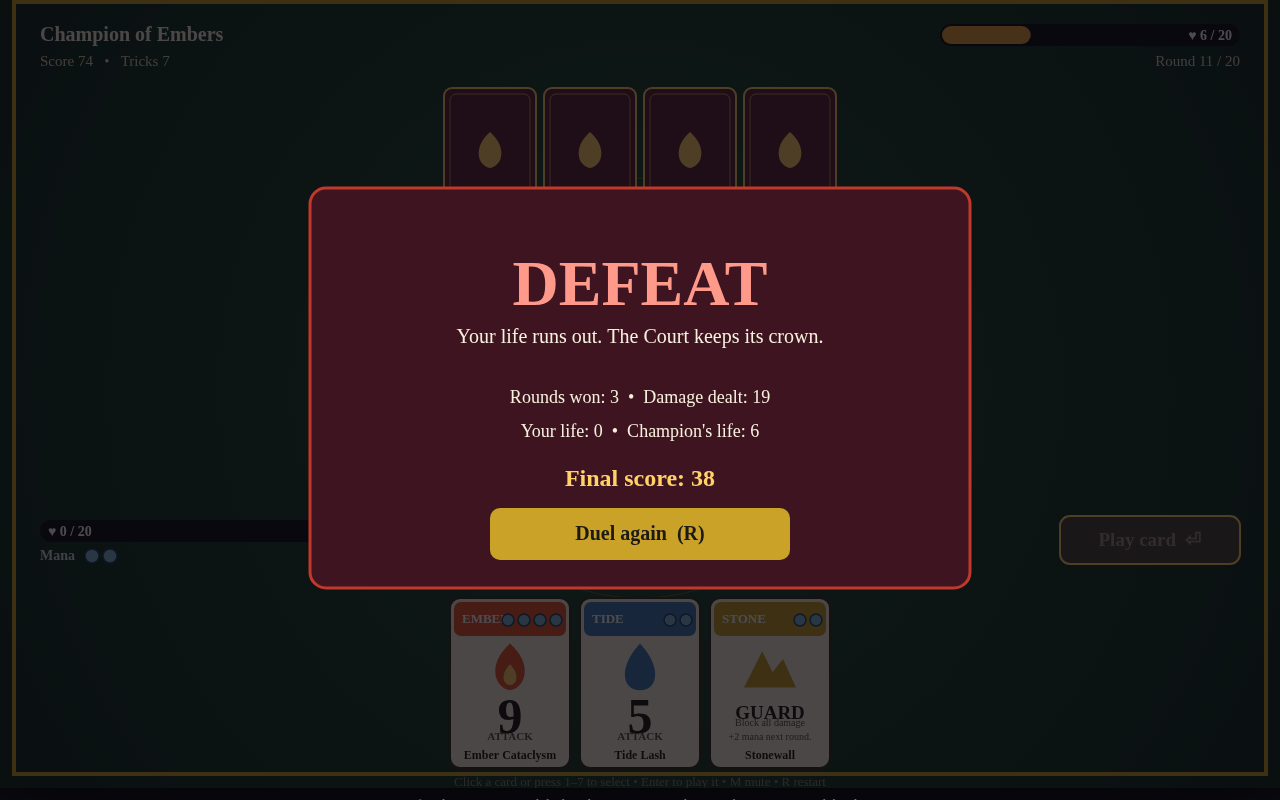 Champion of Embers
♥ 6 / 20
Score 74 • Tricks 7
Round 11 / 20
DEFEAT
Your life runs out. The Court keeps its crown.
Rounds won: 3 • Damage dealt: 19
Your life: 0 • Champion's life: 6
Final score: 38
Duel again (R)
♥ 0 / 20
Mana
Play card ⏎
EMBE
TIDE
STONE
9
ATTACK
Ember Cataclysm
5
ATTACK
Tide Lash
GUARD
Block all damage
+2 mana next round.
Stonewall
Click a card or press 1–7 to select • Enter to play it • M mute • R restart